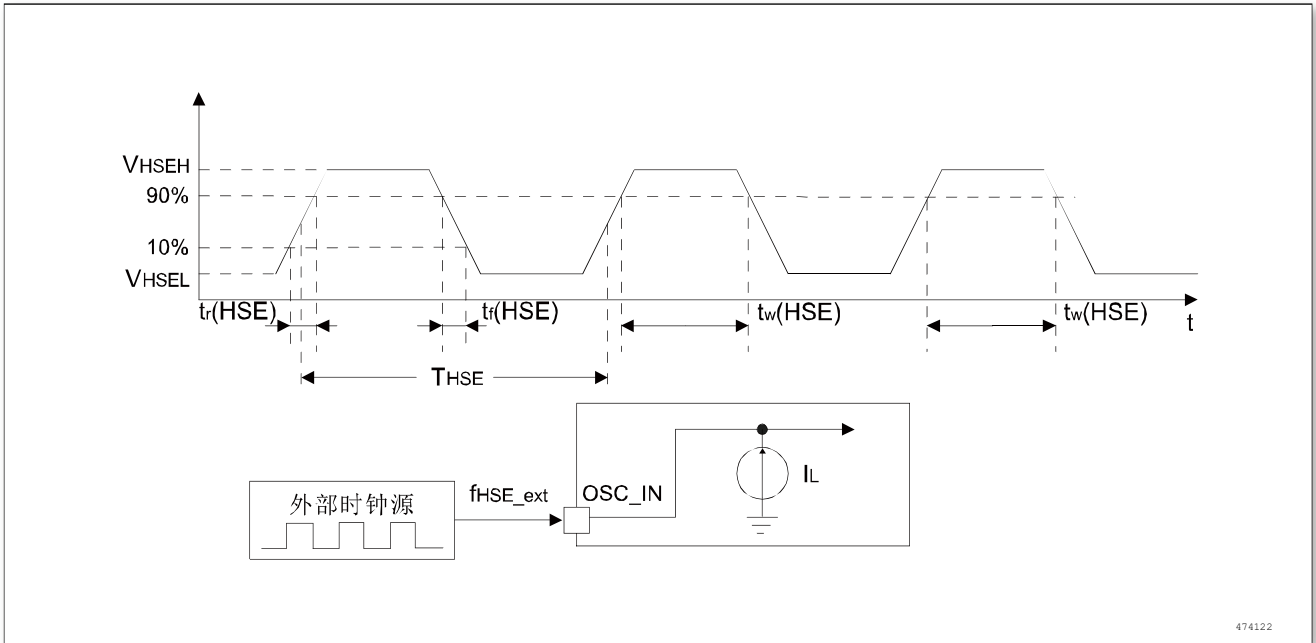 VHSEH
90%
10%
VHSEL
tr(HSE)
tf(HSE)
tw(HSE)
tw(HSE)
t
THSE
外部时钟源
fHSE_ext
OSC_IN
IL
474122